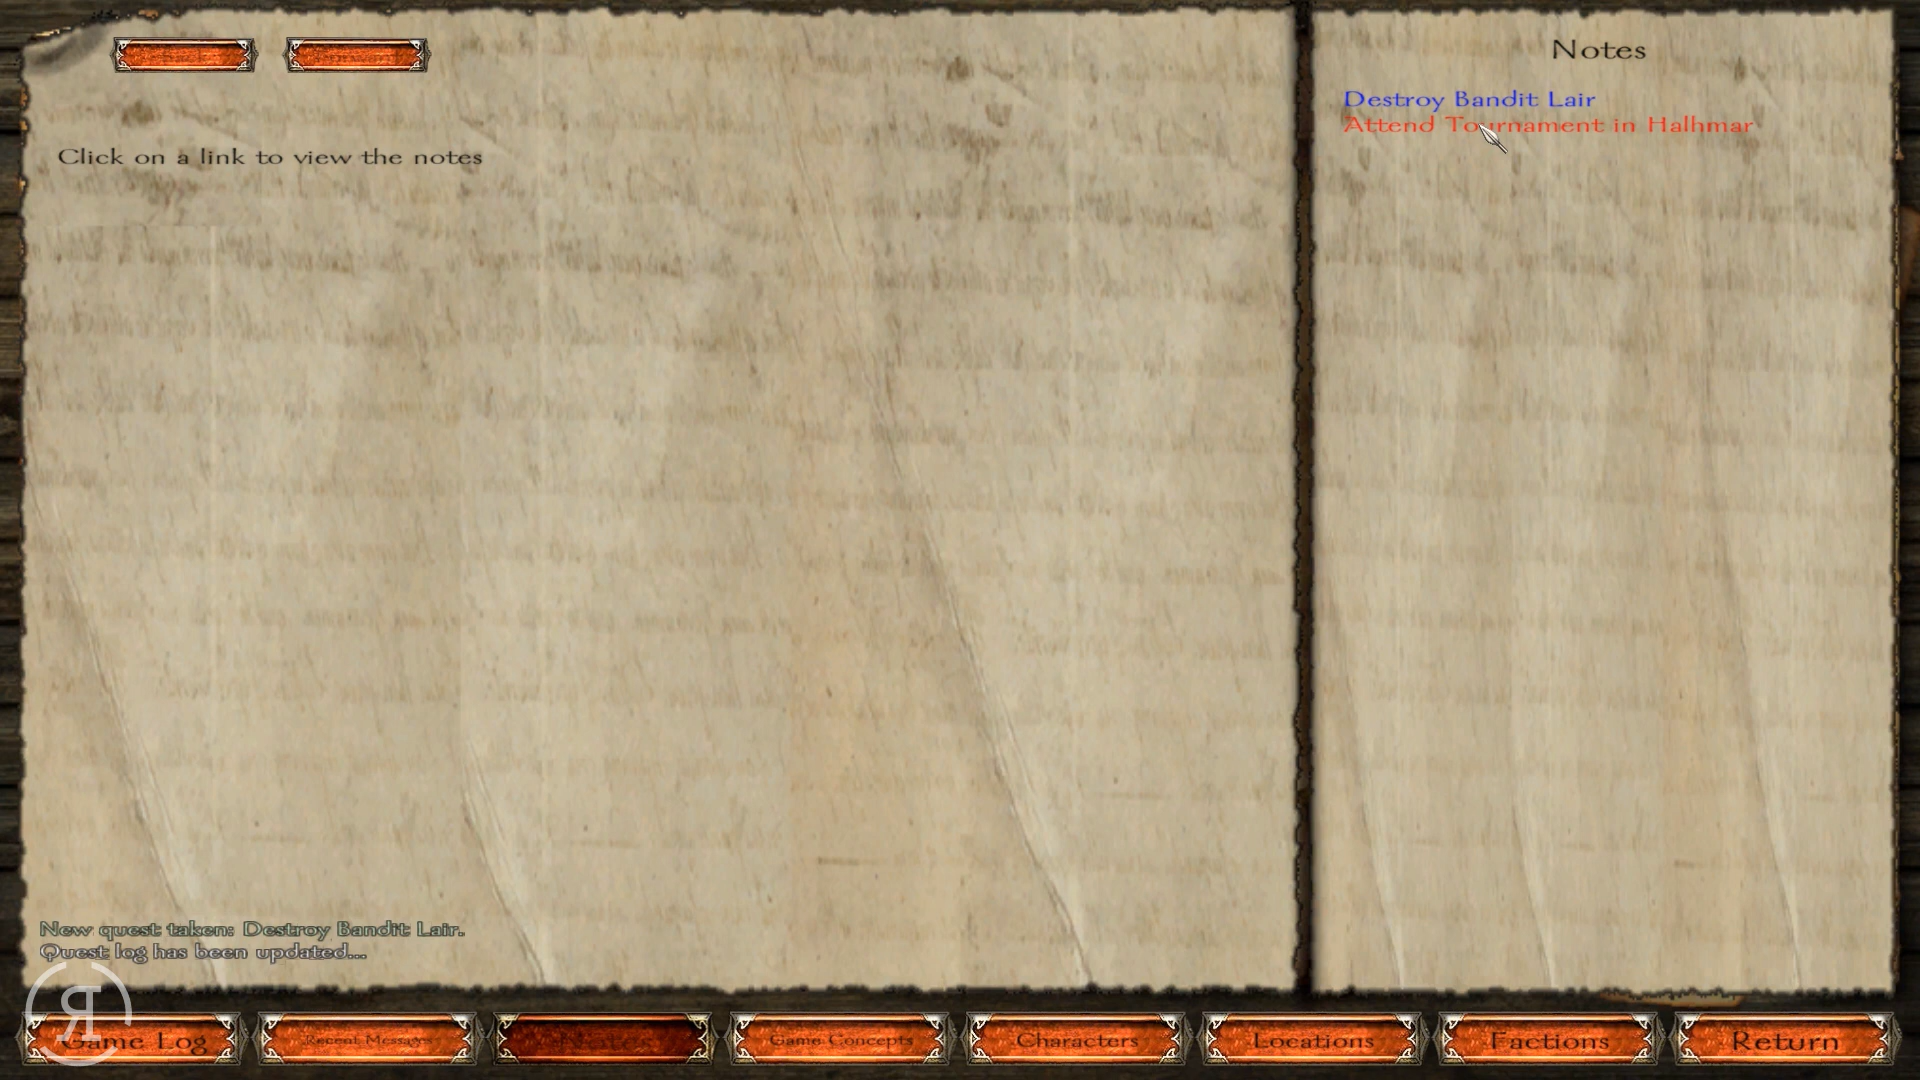 Notes
Destroy Bandit Lair
Attend Tournament in Halhmar
Click on a link to view the notes
New quest taken: Destroy Bandit Lair.
Quest log has been updated...
Game Log
Recent Messages
Notes
Game Concepts
Characters
Locations
Factions
Return